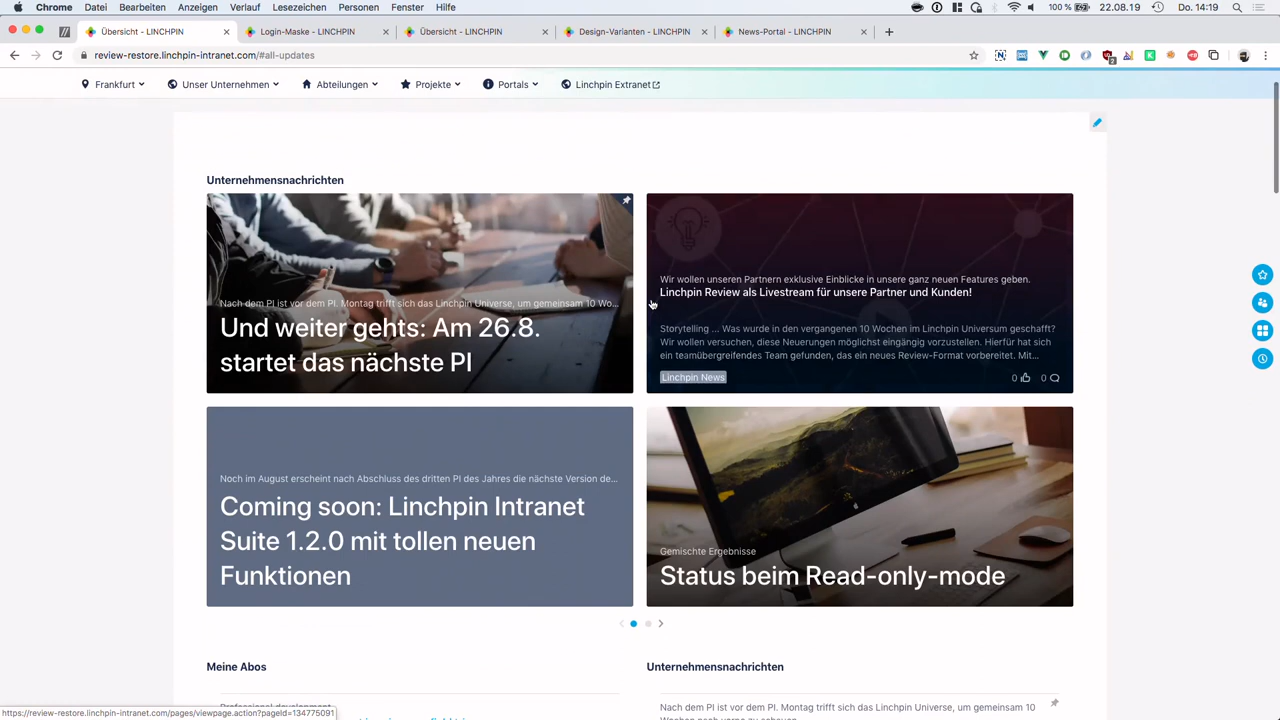 Chrome Datei Bearbeiten Anzeigen Verlauf Lesezeichen Personen Fenster Hilfe 100 % 22.08.19 Do. 14:19
Übersicht - LINCHPIN Login-Maske - LINCHPIN Übersicht - LINCHPIN Design-Varianten - LINCHPIN News-Portal - LINCHPIN
review-restore.linchpin-intranet.com/#all-updates
Frankfurt Unser Unternehmen Abteilungen Projekte Portals Linchpin Extranet
Unternehmensnachrichten
Nach dem PI ist vor dem PI. Montag trifft sich das Linchpin Universe, um gemeinsam 10 Wo...
Und weiter gehts: Am 26.8.
startet das nächste PI
Wir wollen unseren Partnern exklusive Einblicke in unsere ganz neuen Features geben.
Linchpin Review als Livestream für unsere Partner und Kunden!
Storytelling ... Was wurde in den vergangenen 10 Wochen im Linchpin Universum geschafft?
Wir wollen versuchen, diese Neuerungen möglichst eingängig vorzustellen. Hierfür hat sich
ein teamübergreifendes Team gefunden, das ein neues Review-Format vorbereitet. Mit...
Linchpin News 0 0
Noch im August erscheint nach Abschluss des dritten PI des Jahres die nächste Version de...
Coming soon: Linchpin Intranet
Suite 1.2.0 mit tollen neuen
Funktionen
Gemischte Ergebnisse
Status beim Read-only-mode
Meine Abos
Unternehmensnachrichten
Professional development
Nach dem PI ist vor dem PI. Montag trifft sich das Linchpin Universe, um gemeinsam 10
https://review-restore.linchpin-intranet.com/pages/viewpage.action?pageId=134775091